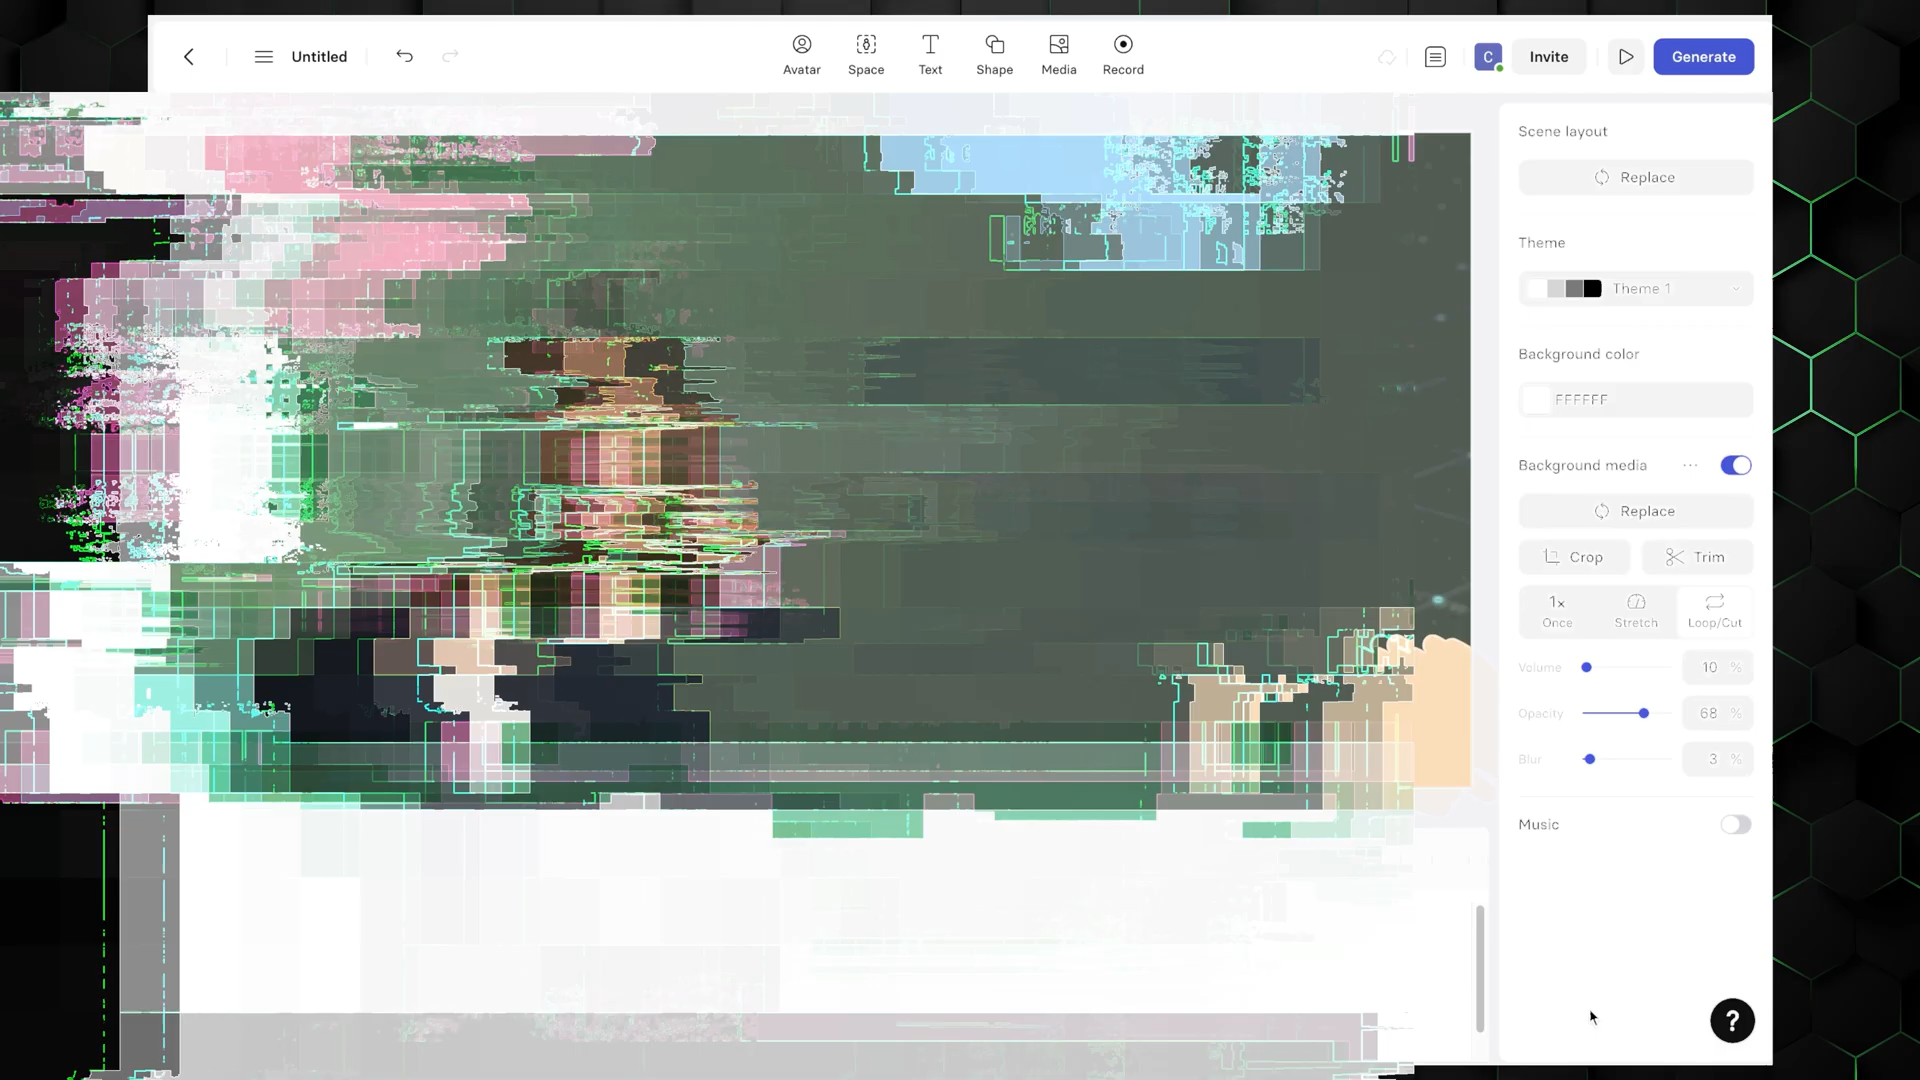 Untitled
Avatar
Space
Text
Shape
Media
Record
C
Invite
Generate
Scene layout
Replace
Theme
Theme 1
Background color
FFFFFF
Background media
Replace
Crop
Trim
1x
Once
Stretch
Loop/Cut
Volume
10 %
Opacity
68 %
Blur
3 %
Music
?